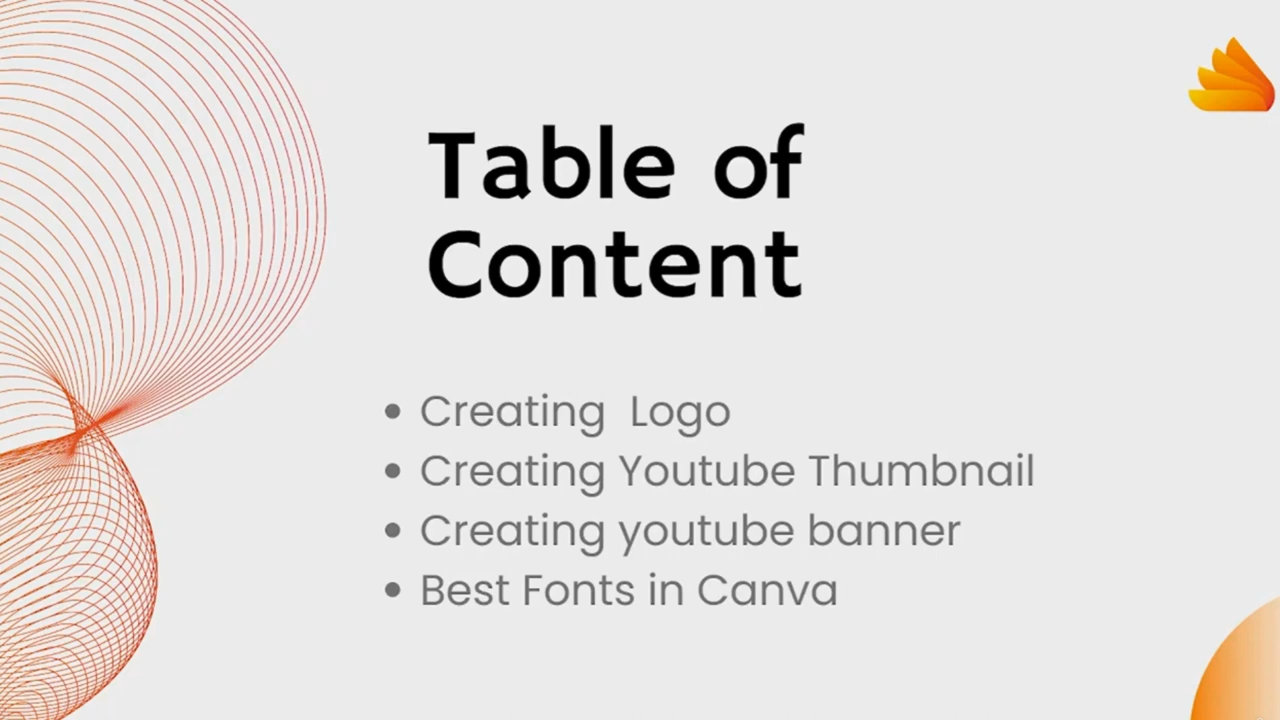 Table of
Content
Creating  Logo
Creating Youtube Thumbnail
Creating youtube banner
Best Fonts in Canva